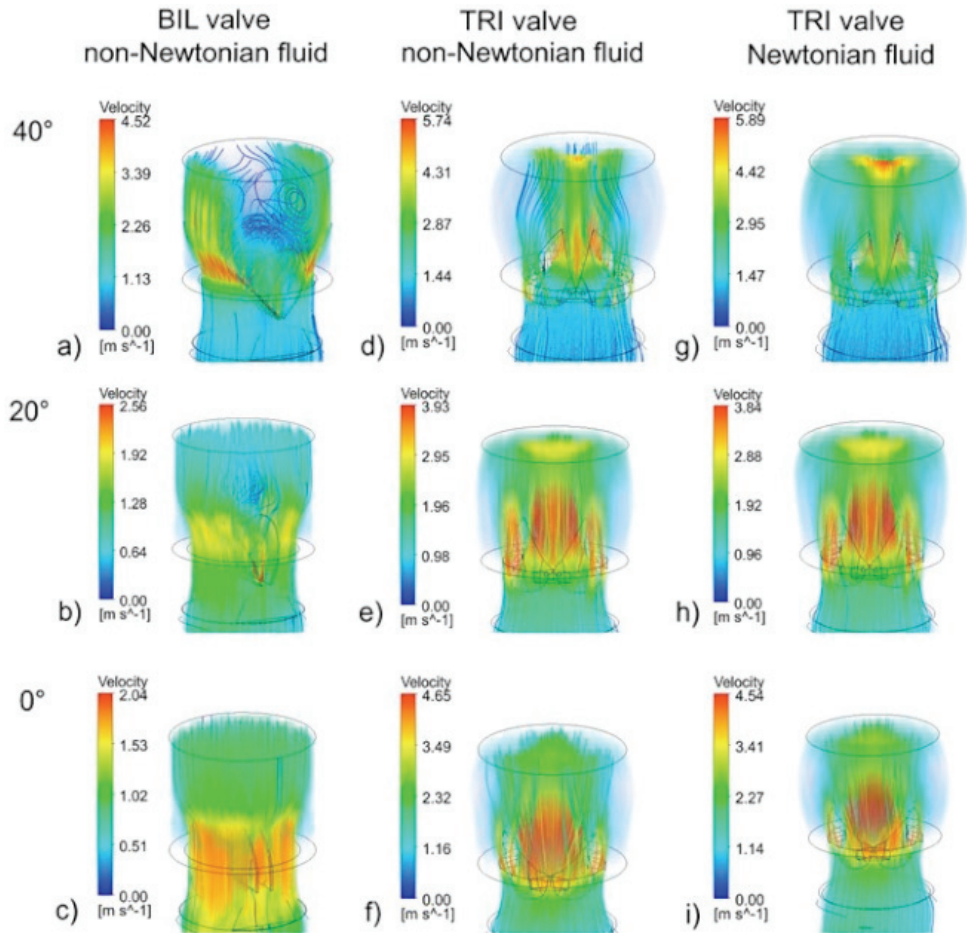 BIL valve
non-Newtonian fluid
TRI valve
non-Newtonian fluid
TRI valve
Newtonian fluid
40°
Velocity
4.52
3.39
2.26
1.13
0.00
[m s^-1]
a)
Velocity
5.74
4.31
2.87
1.44
0.00
[m s^-1]
d)
Velocity
5.89
4.42
2.95
1.47
0.00
[m s^-1]
g)
20°
Velocity
2.56
1.92
1.28
0.64
0.00
[m s^-1]
b)
Velocity
3.93
2.95
1.96
0.98
0.00
[m s^-1]
e)
Velocity
3.84
2.88
1.92
0.96
0.00
[m s^-1]
h)
0°
Velocity
2.04
1.53
1.02
0.51
0.00
[m s^-1]
c)
Velocity
4.65
3.49
2.32
1.16
0.00
[m s^-1]
f)
Velocity
4.54
3.41
2.27
1.14
0.00
[m s^-1]
i)